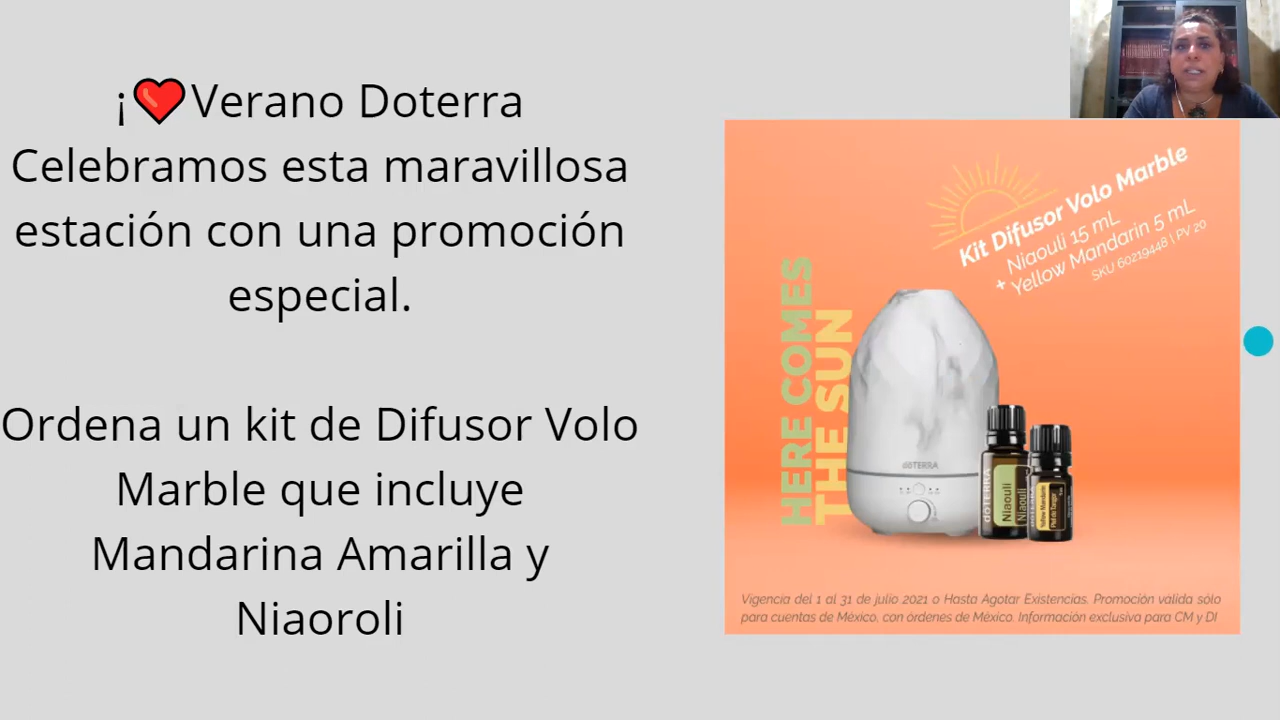 ¡❤Verano Doterra
Celebramos esta maravillosa
estación con una promoción
especial.
Ordena un kit de Difusor Volo
Marble que incluye
Mandarina Amarilla y
Niaoroli
Kit Difusor Volo Marble
Niaouli 15 mL
+ Yellow Mandarin 5 mL
SKU 60219448 | PV 20
HERE COMES
THE SUN
dōTERRA
dōTERRA
Niaouli
Niaouli
dōTERRA
Yellow Mandarin
Vigencia del 1 al 31 de julio 2021 o Hasta Agotar Existencias. Promoción válida sólo
para cuentas de México, con órdenes de México. Información exclusiva para CM y DI